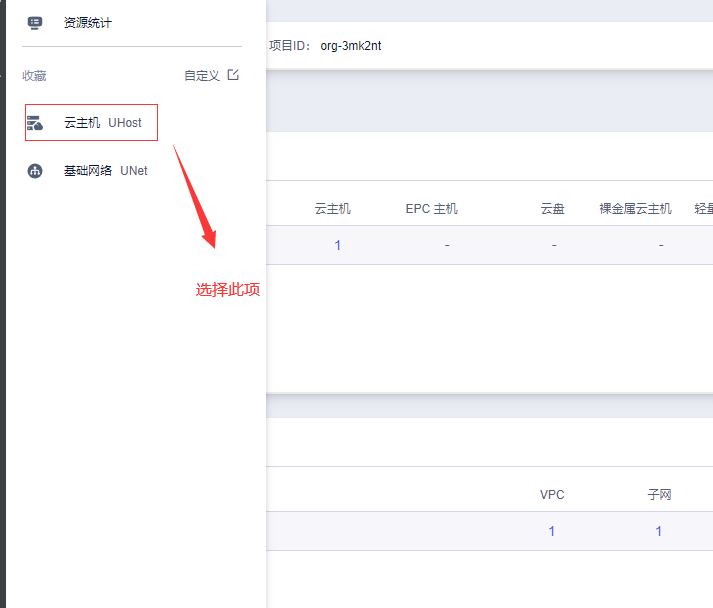 资源统计
项目ID： org-3mk2nt
收藏 自定义
云主机 UHost
基础网络 UNet
云主机 EPC 主机 云盘 裸金属云主机 轻量
1 - - -
选择此项
VPC 子网
1 1